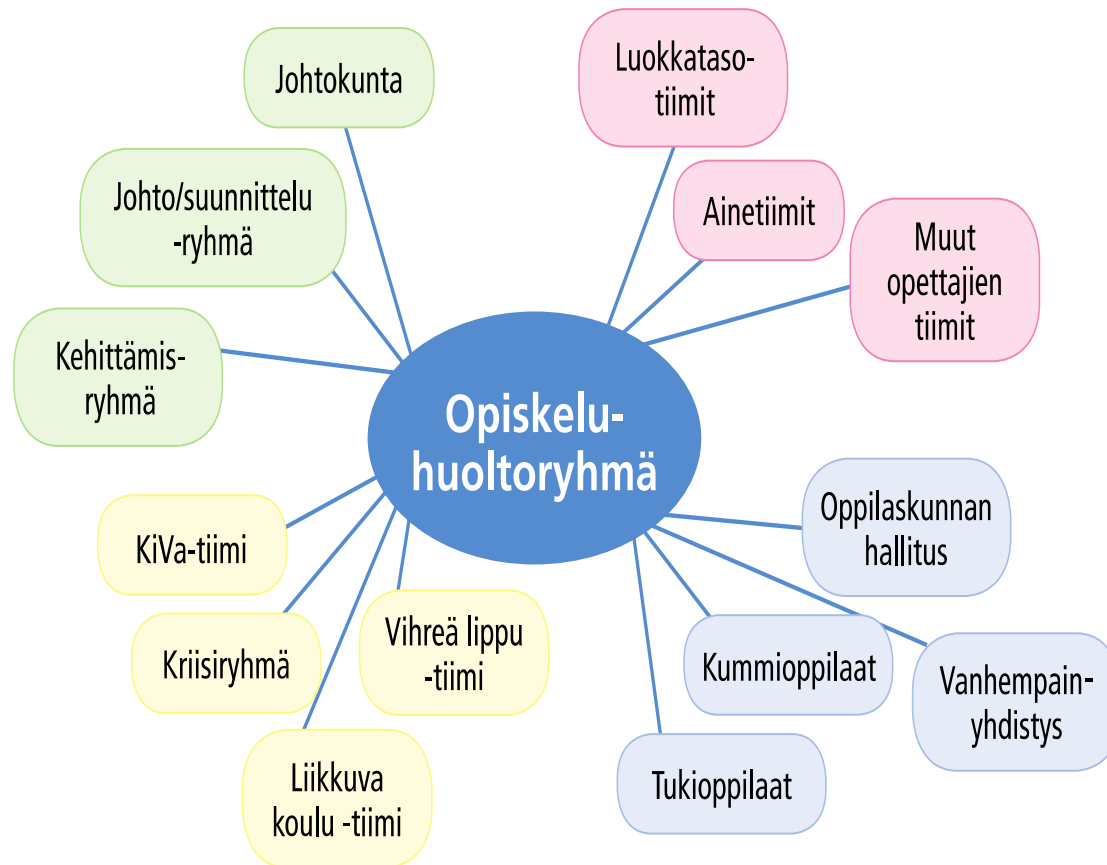 Johtokunta
Johto/suunnittelu
-ryhmä
Kehittämis-
ryhmä
Luokkataso-
tiimit
Ainetiimit
Muut
opettajien
tiimit
Opiskelu-
huoltoryhmä
KiVa-tiimi
Kriisiryhmä
Vihreä lippu
-tiimi
Liikkuva
koulu -tiimi
Oppilaskunnan
hallitus
Kummioppilaat
Vanhempain-
yhdistys
Tukioppilaat